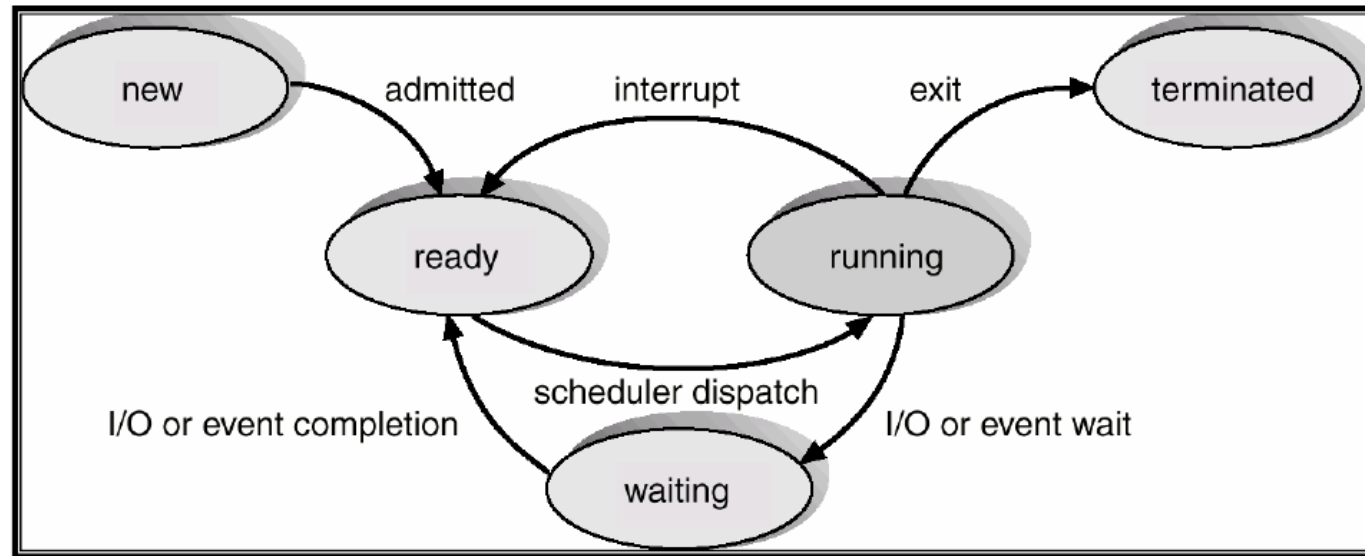 new
admitted
interrupt
exit
terminated
ready
running
scheduler dispatch
I/O or event completion
I/O or event wait
waiting